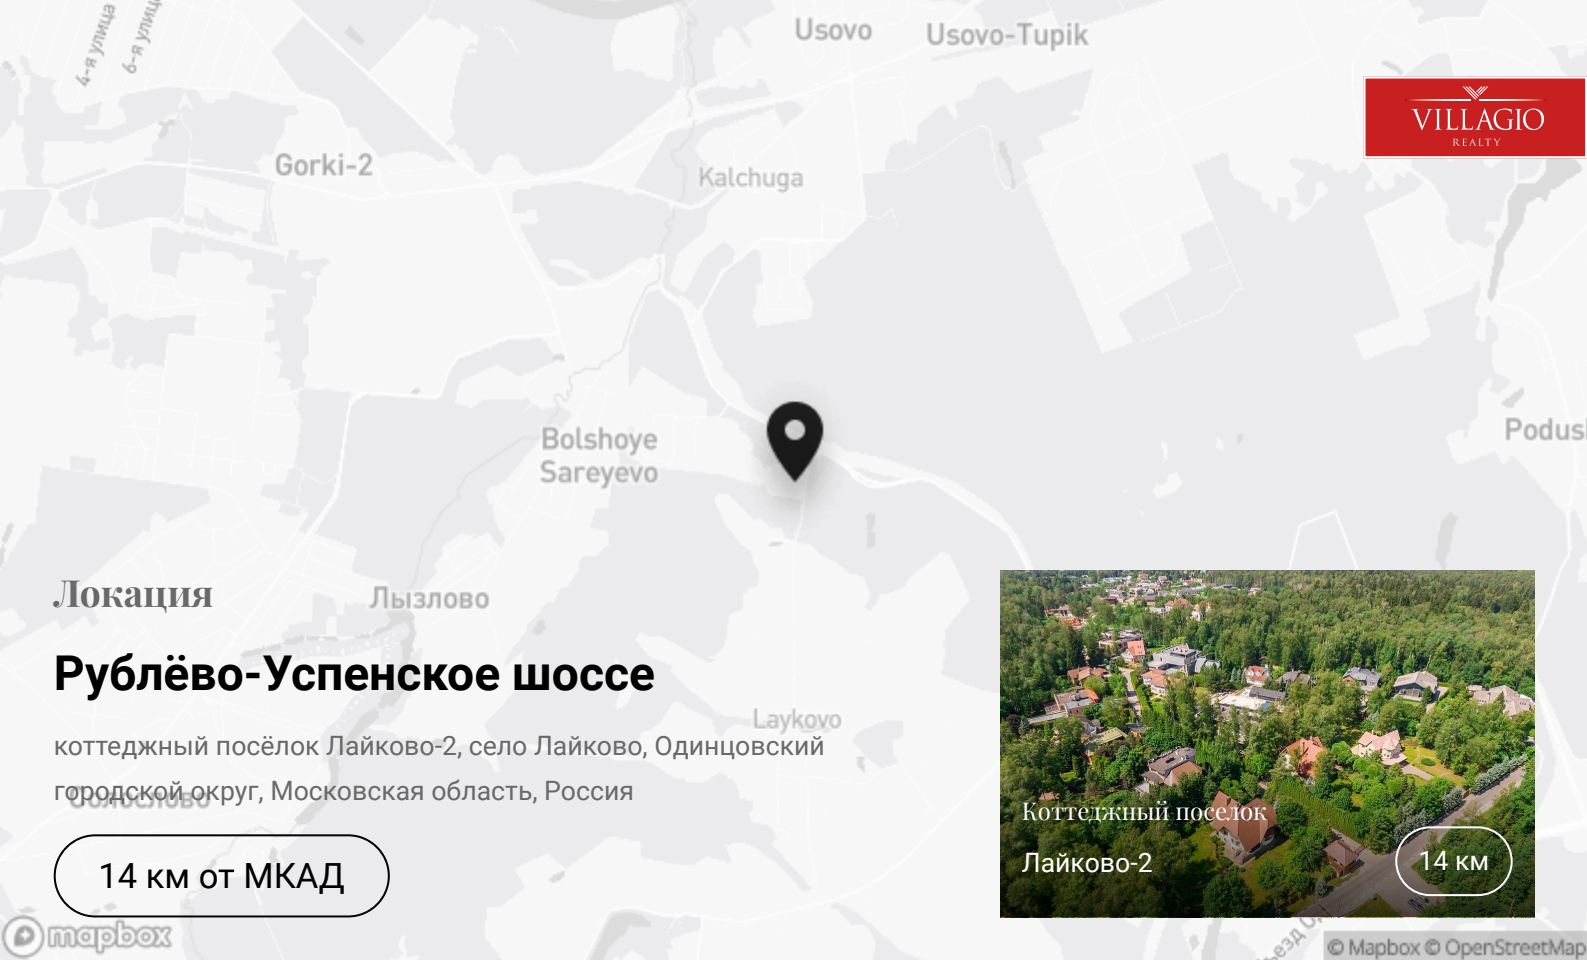 4-я улица
6-я улица
Usovo
Usovo-Tupik
VILLAGIO
REALTY
Gorki-2
Kalchuga
Bolshoye
Sareyevo
Локация
Лызлово
Рублёво-Успенское шоссе
Laykovo
коттеджный посёлок Лайково-2, село Лайково, Одинцовский
городской округ, Московская область, Россия
14 км от МКАД
Коттеджный поселок
Лайково-2
14 км
mapbox
© Mapbox © OpenStreetMap